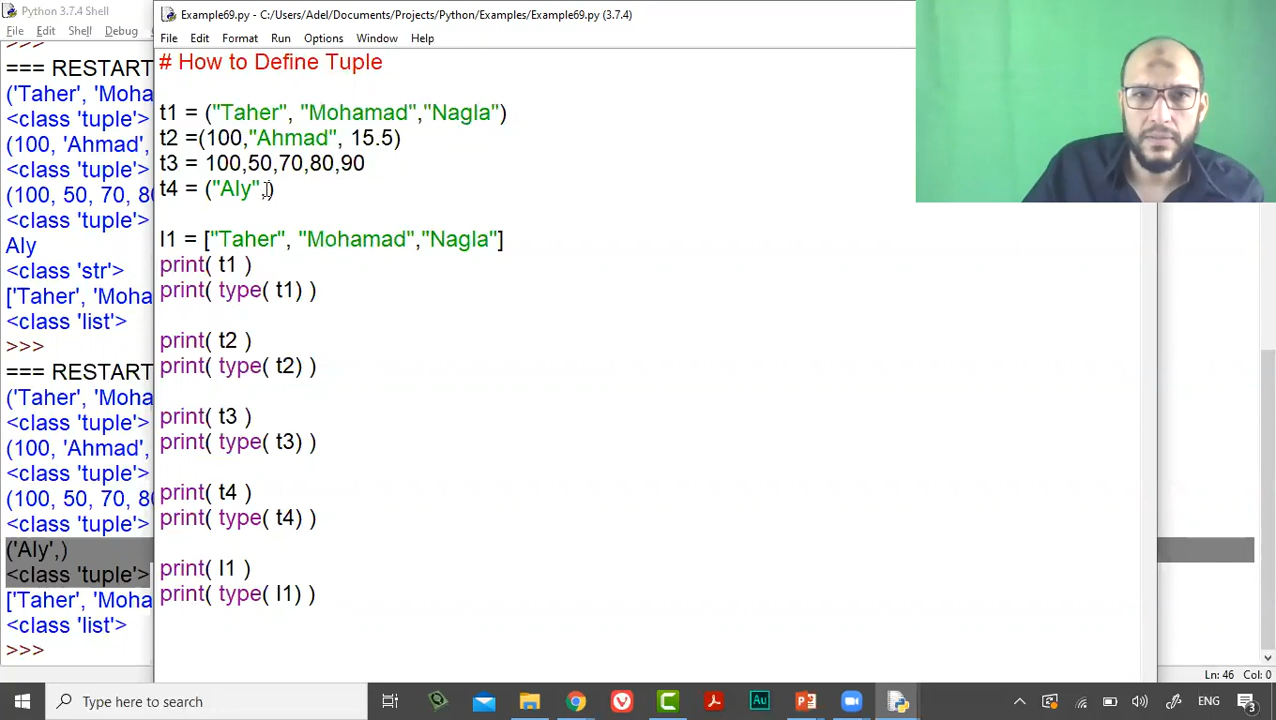 Python 3.7.4 Shell
File Edit Shell Debug
>>>
=== RESTART
('Taher', 'Moha
<class 'tuple'>
(100, 'Ahmad',
<class 'tuple'>
(100, 50, 70, 80
<class 'tuple'>
Aly
<class 'str'>
['Taher', 'Moha
<class 'list'>
>>>
=== RESTART
('Taher', 'Moha
<class 'tuple'>
(100, 'Ahmad',
<class 'tuple'>
(100, 50, 70, 80
<class 'tuple'>
('Aly',)
<class 'tuple'>
['Taher', 'Moha
<class 'list'>
>>>
Example69.py - C:/Users/Adel/Documents/Projects/Python/Examples/Example69.py (3.7.4)
File Edit Format Run Options Window Help
# How to Define Tuple
t1 = ("Taher", "Mohamad","Nagla")
t2 =(100,"Ahmad", 15.5)
t3 = 100,50,70,80,90
t4 = ("Aly",)
l1 = ["Taher", "Mohamad","Nagla"]
print( t1 )
print( type( t1) )
print( t2 )
print( type( t2) )
print( t3 )
print( type( t3) )
print( t4 )
print( type( t4) )
print( l1 )
print( type( l1) )
Ln: 46 Col: 0
Type here to search
Au
ENG
3